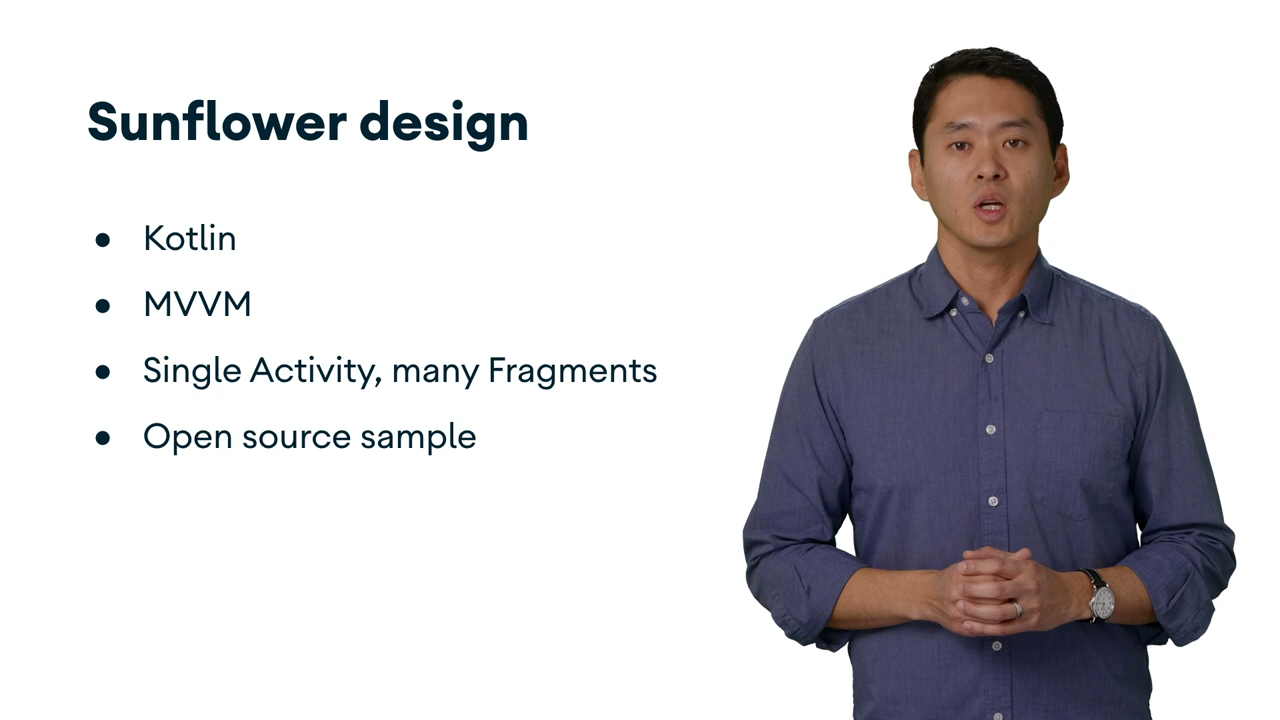 Sunflower design
● Kotlin
● MVVM
● Single Activity, many Fragments
● Open source sample